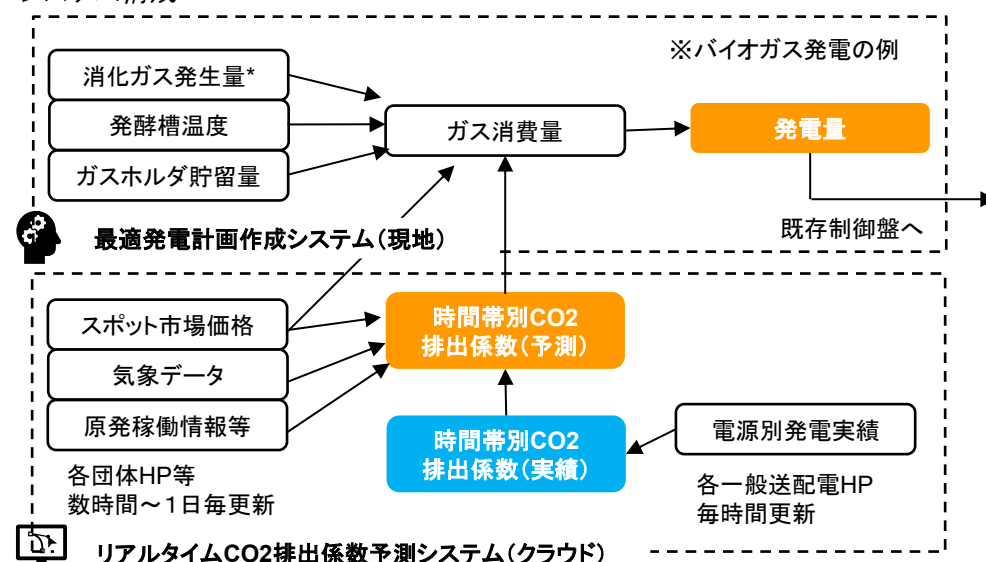 ※バイオガス発電の例
消化ガス発生量*
発酵槽温度
ガスホルダ貯留量
ガス消費量
発電量
既存制御盤へ
最適発電計画作成システム(現地)
スポット市場価格
気象データ
原発稼働情報等
時間帯別CO2
排出係数(予測)
時間帯別CO2
排出係数(実績)
電源別発電実績
各団体HP等
数時間~1日毎更新
各一般送配電HP
毎時間更新
リアルタイムCO2排出係数予測システム(クラウド)